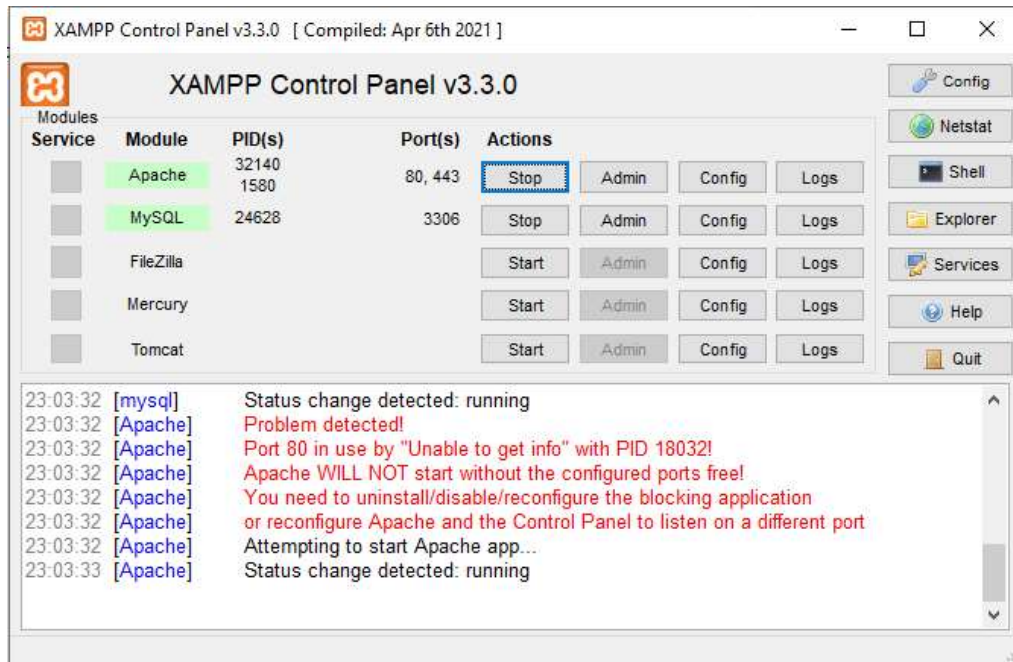 XAMPP Control Panel v3.3.0 [ Compiled: Apr 6th 2021 ]
XAMPP Control Panel v3.3.0
Config
Netstat
Shell
Explorer
Services
Help
Quit
Modules
Service Module PID(s) Port(s) Actions
Apache 32140 1580 80, 443 Stop Admin Config Logs
MySQL 24628 3306 Stop Admin Config Logs
FileZilla Start Admin Config Logs
Mercury Start Admin Config Logs
Tomcat Start Admin Config Logs
23:03:32 [mysql] Status change detected: running
23:03:32 [Apache] Problem detected!
23:03:32 [Apache] Port 80 in use by "Unable to get info" with PID 18032!
23:03:32 [Apache] Apache WILL NOT start without the configured ports free!
23:03:32 [Apache] You need to uninstall/disable/reconfigure the blocking application
23:03:32 [Apache] or reconfigure Apache and the Control Panel to listen on a different port
23:03:32 [Apache] Attempting to start Apache app...
23:03:33 [Apache] Status change detected: running